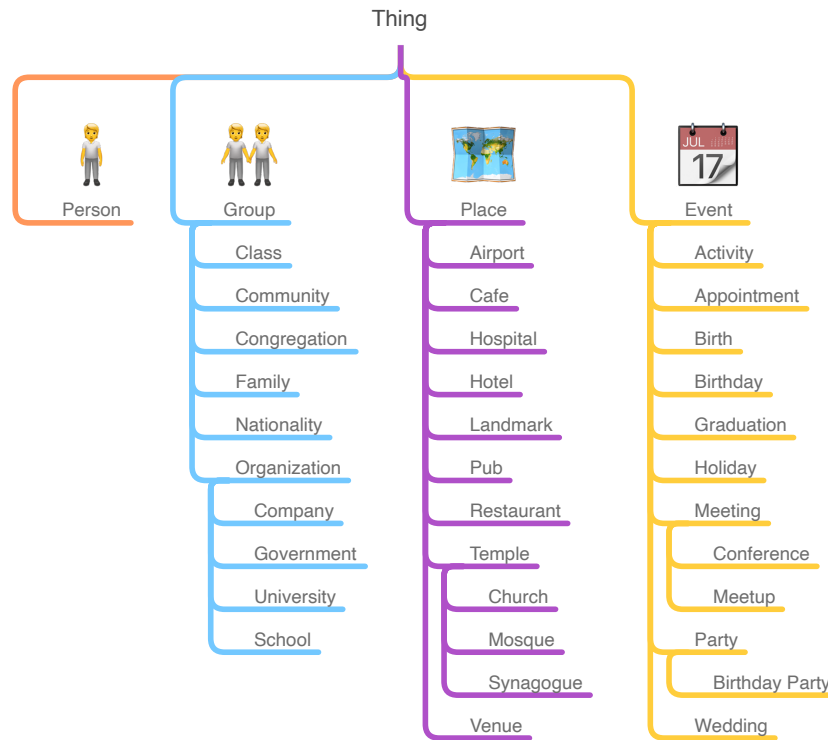 Thing
JUL
17
Person
Group
Class
Community
Congregation
Family
Nationality
Organization
Company
Government
University
School
Place
Airport
Cafe
Hospital
Hotel
Landmark
Pub
Restaurant
Temple
Church
Mosque
Synagogue
Venue
Event
Activity
Appointment
Birth
Birthday
Graduation
Holiday
Meeting
Conference
Meetup
Party
Birthday Party
Wedding